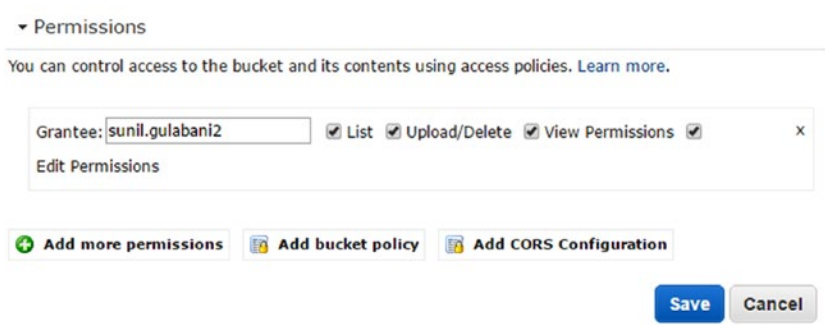 Permissions
You can control access to the bucket and its contents using access policies. Learn more.
Grantee: sunil.gulabani2 List Upload/Delete View Permissions x
Edit Permissions
Add more permissions Add bucket policy Add CORS Configuration
Save Cancel